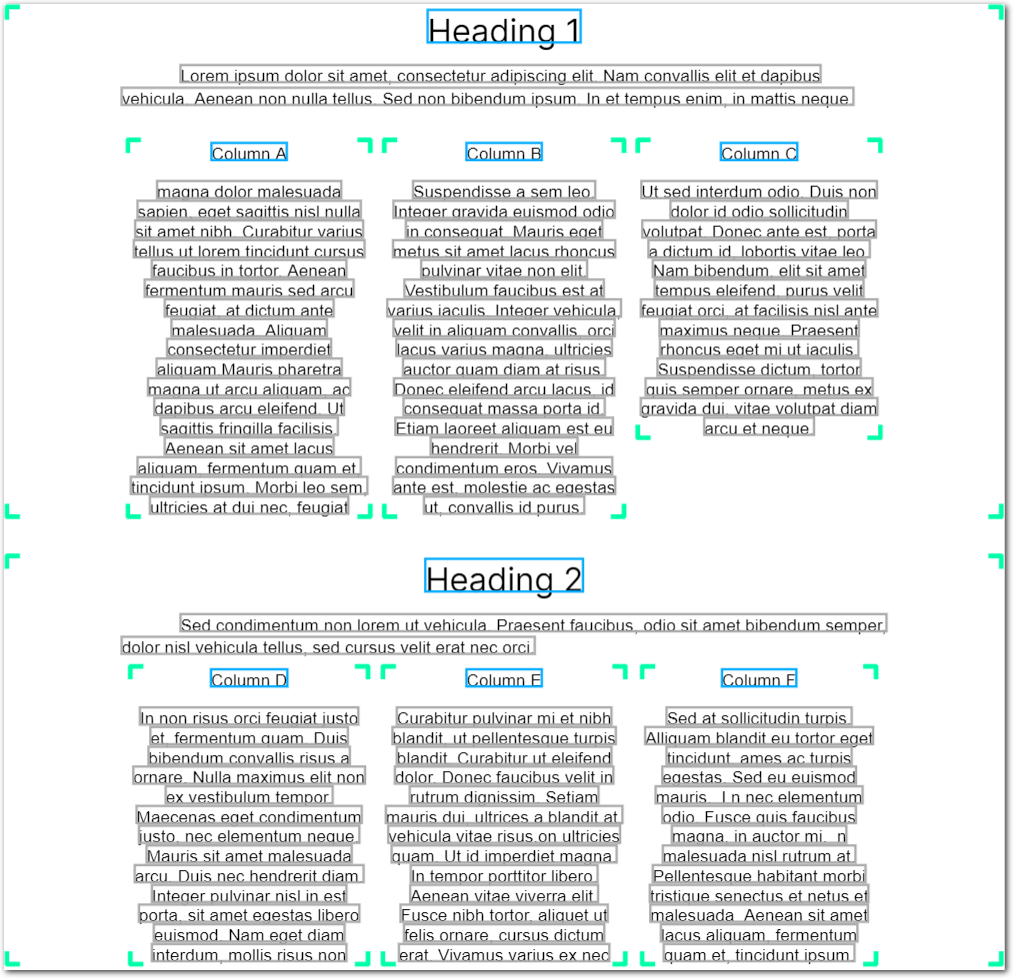 Heading 1
Lorem ipsum dolor sit amet, consectetur adipiscing elit. Nam convallis elit et dapibus
vehicula. Aenean non nulla tellus. Sed non bibendum ipsum. In et tempus enim, in mattis neque.
Column A
magna dolor malesuada
sapien, eget sagittis nisl nulla
sit amet nibh. Curabitur varius
tellus ut lorem tincidunt cursus
faucibus in tortor. Aenean
fermentum mauris sed arcu
feugiat, at dictum ante
malesuada. Aliquam
consectetur imperdiet
aliquam.Mauris pharetra
magna ut arcu aliquam, ac
dapibus arcu eleifend. Ut
sagittis fringilla facilisis.
Aenean sit amet lacus
aliquam, fermentum quam et,
tincidunt ipsum. Morbi leo sem,
ultricies at dui nec, feugiat
Column B
Suspendisse a sem leo.
Integer gravida euismod odio
in consequat. Mauris eget
metus sit amet lacus rhoncus
pulvinar vitae non elit.
Vestibulum faucibus est at
varius iaculis. Integer vehicula,
velit in aliquam convallis, orci
lacus varius magna, ultricies
auctor quam diam at risus.
Donec eleifend arcu lacus, id
consequat massa porta id.
Etiam laoreet aliquam est eu
hendrerit. Morbi vel
condimentum eros. Vivamus
ante est, molestie ac egestas
ut, convallis id purus.
Column C
Ut sed interdum odio. Duis non
dolor id odio sollicitudin
volutpat. Donec ante est, porta
a dictum id, lobortis vitae leo.
Nam bibendum, elit sit amet
tempus eleifend, purus velit
feugiat orci, at facilisis nisl ante
maximus neque. Praesent
rhoncus eget mi ut iaculis.
Suspendisse dictum, tortor
quis semper ornare, metus ex
gravida dui, vitae volutpat diam
arcu et neque.
Heading 2
Sed condimentum non lorem ut vehicula. Praesent faucibus, odio sit amet bibendum semper,
dolor nisl vehicula tellus, sed cursus velit erat nec orci.
Column D
In non risus orci feugiat justo
et, fermentum quam. Duis
bibendum convallis risus a
ornare. Nulla maximus elit non
ex vestibulum tempor.
Maecenas eget condimentum
justo, nec elementum neque.
Mauris sit amet malesuada
arcu. Duis nec hendrerit diam.
Integer pulvinar nisl in est
porta, sit amet egestas libero
euismod. Nam eget diam
interdum, mollis risus non
Column E
Curabitur pulvinar mi et nibh
blandit, ut pellentesque turpis
blandit. Curabitur ut eleifend
dolor. Donec faucibus velit in
rutrum dignissim. Setiam
mauris dui, ultrices a blandit at,
vehicula vitae risus on ultricies
quam. Ut id imperdiet magna.
In tempor porttitor libero.
Aenean vitae viverra elit.
Fusce nibh tortor, aliquet ut
felis ornare, cursus dictum
erat. Vivamus varius ex nec
Column F
Sed at sollicitudin turpis.
Alliquam blandit eu tortor eget
tincidunt, ames ac turpis
egestas. Sed eu euismod
mauris. I n nec elementum
odio. Fusce quis faucibus
magna, in auctor mi. n
malesuada nisl rutrum at.
Pellentesque habitant morbi
tristique senectus et netus et
malesuada. Aenean sit amet
lacus aliquam, fermentum
quam et, tincidunt ipsum.